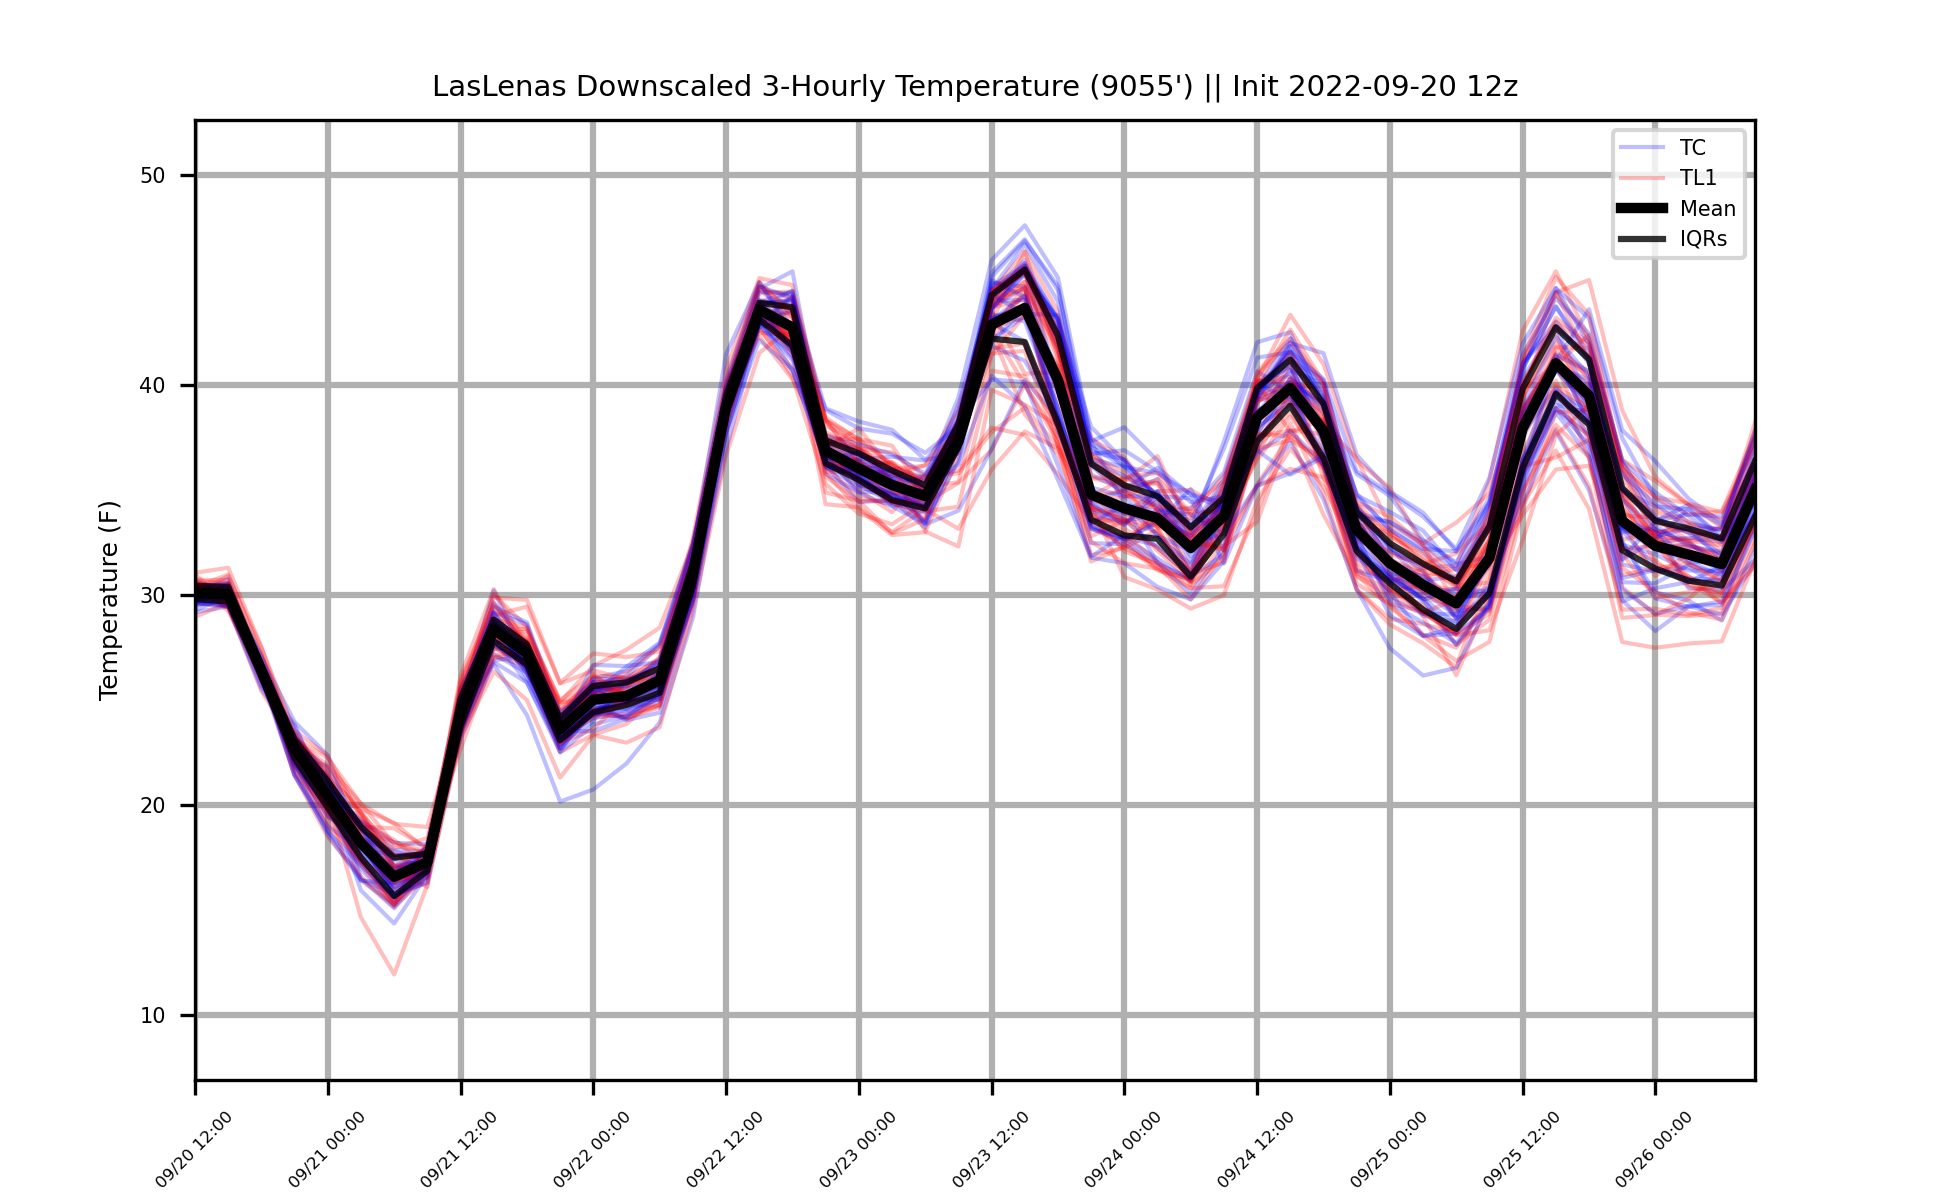 LasLenas Downscaled 3-Hourly Temperature (9055') || Init 2022-09-20 12z
TC
TL1
Mean
IQRs
Temperature (F)
50
40
30
20
10
09/20 12:00
09/21 00:00
09/21 12:00
09/22 00:00
09/22 12:00
09/23 00:00
09/23 12:00
09/24 00:00
09/24 12:00
09/25 00:00
09/25 12:00
09/26 00:00